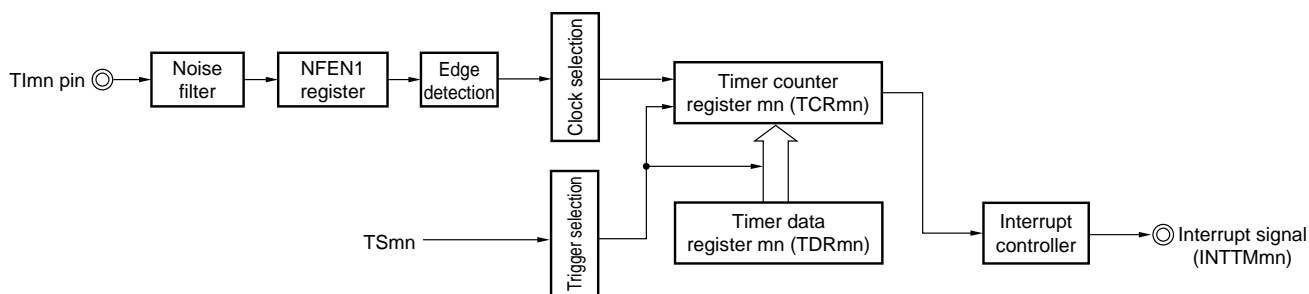 TImn pin
Noise
filter
NFEN1
register
Edge
detection
Clock selection
Timer counter
register mn (TCRmn)
TSmn
Trigger selection
Timer data
register mn (TDRmn)
Interrupt
controller
Interrupt signal
(INTTMmn)